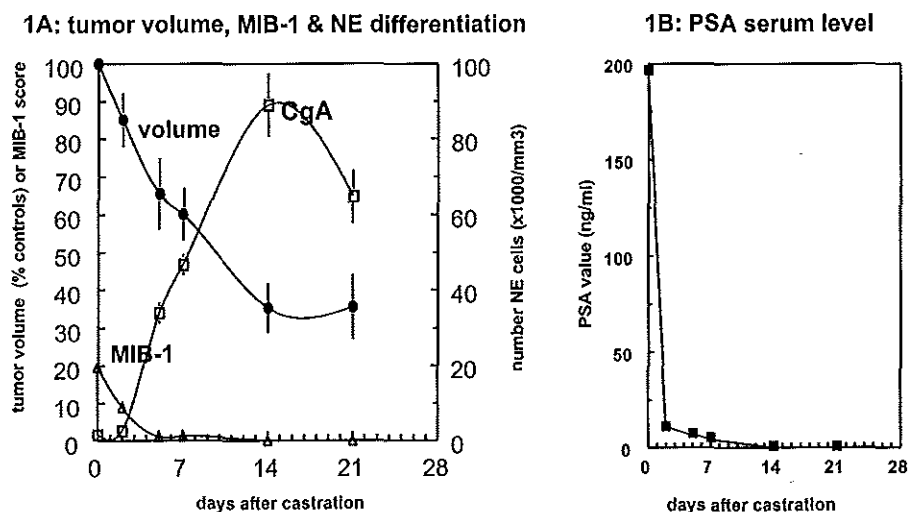 1A: tumor volume, MIB-1 & NE differentiation
tumor volume (% controls) or MIB-1 score
100
90
80
70
60
50
40
30
20
10
0
volume
CgA
MIB-1
100
80
60
40
20
0
number NE cells (x1000/mm3)
0 7 14 21 28
days after castration
1B: PSA serum level
PSA value (ng/ml)
200
150
100
50
0
0 7 14 21 28
days after castration